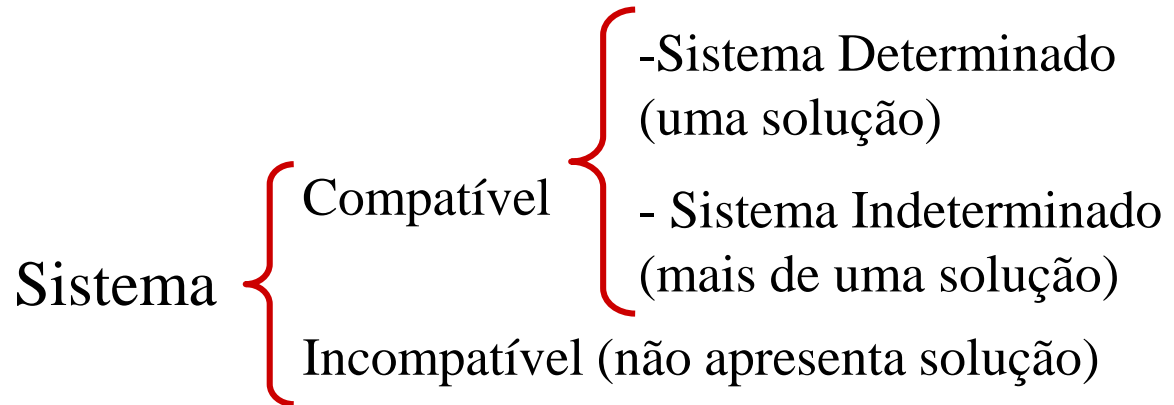 Sistema
Compatível
-Sistema Determinado
(uma solução)
- Sistema Indeterminado
(mais de uma solução)
Incompatível (não apresenta solução)